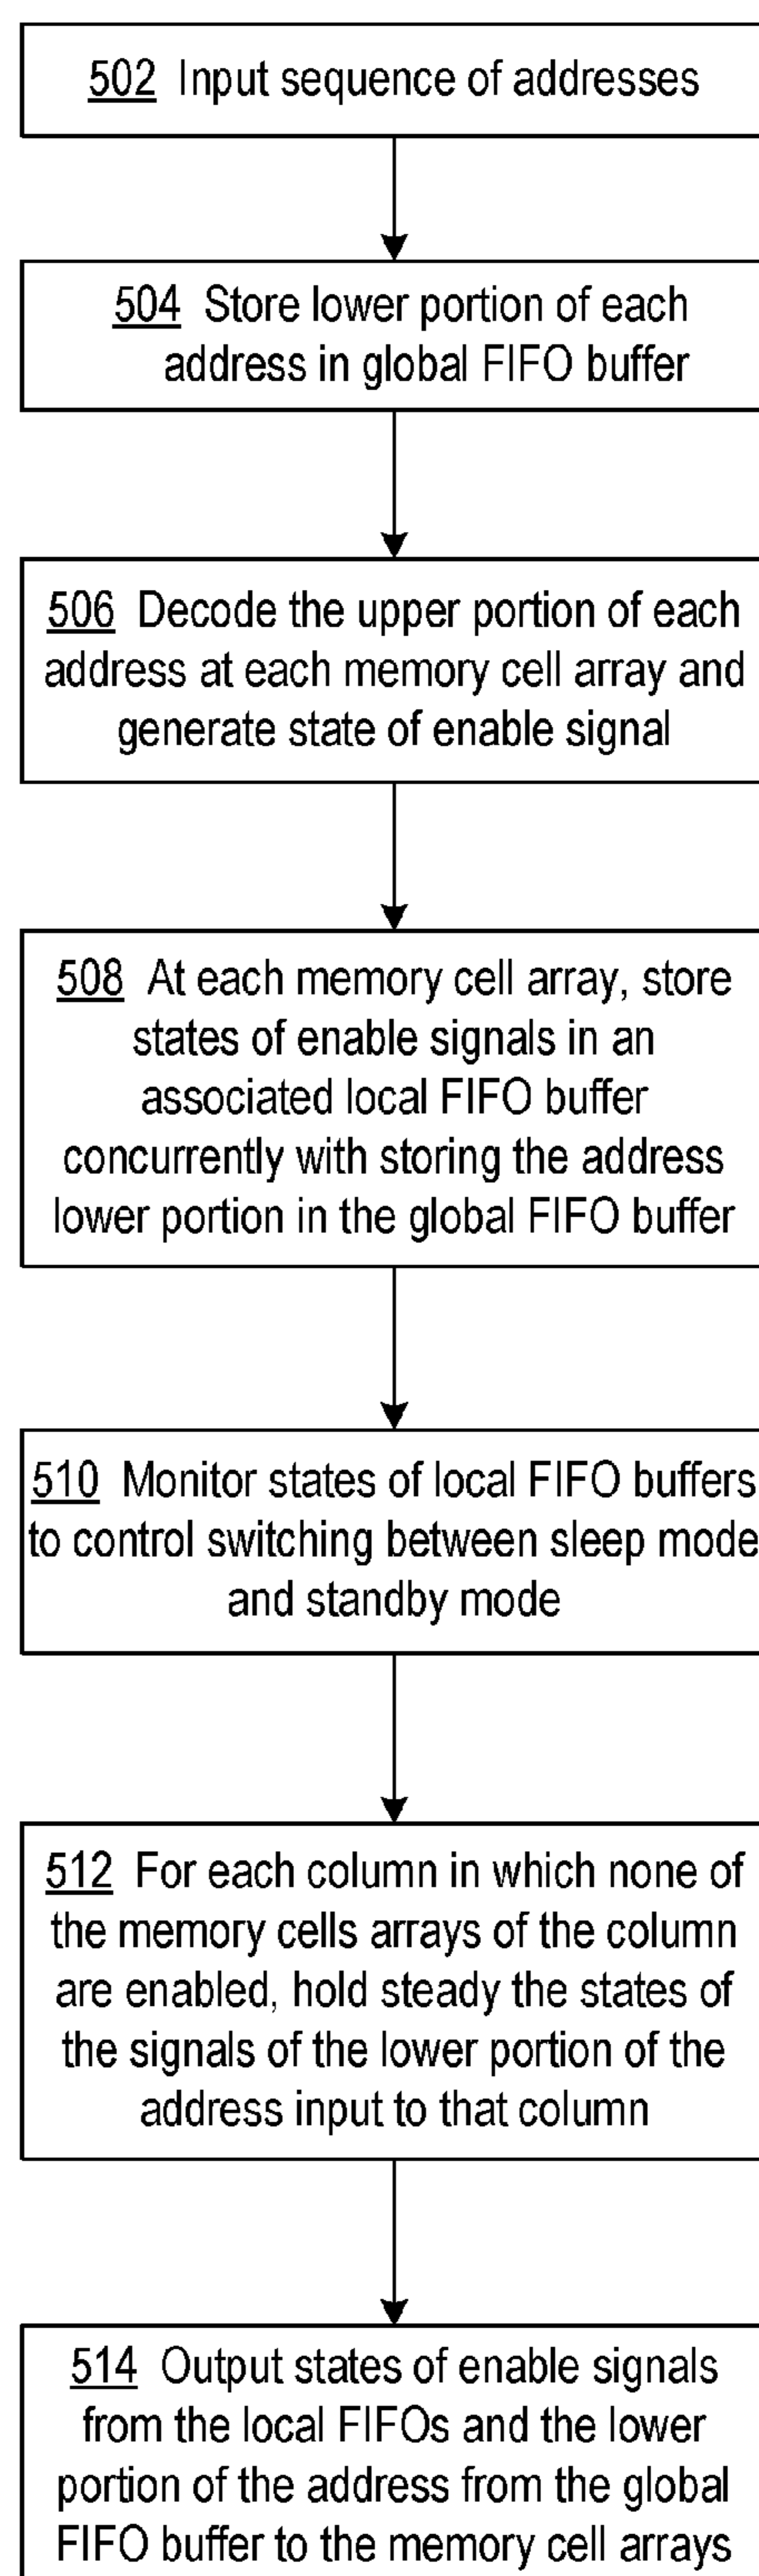 502 Input sequence of addresses
504 Store lower portion of each
address in global FIFO buffer
506 Decode the upper portion of each
address at each memory cell array and
generate state of enable signal
508 At each memory cell array, store
states of enable signals in an
associated local FIFO buffer
concurrently with storing the address
lower portion in the global FIFO buffer
510 Monitor states of local FIFO buffers
to control switching between sleep mode
and standby mode
512 For each column in which none of
the memory cells arrays of the column
are enabled, hold steady the states of
the signals of the lower portion of the
address input to that column
514 Output states of enable signals
from the local FIFOs and the lower
portion of the address from the global
FIFO buffer to the memory cell arrays